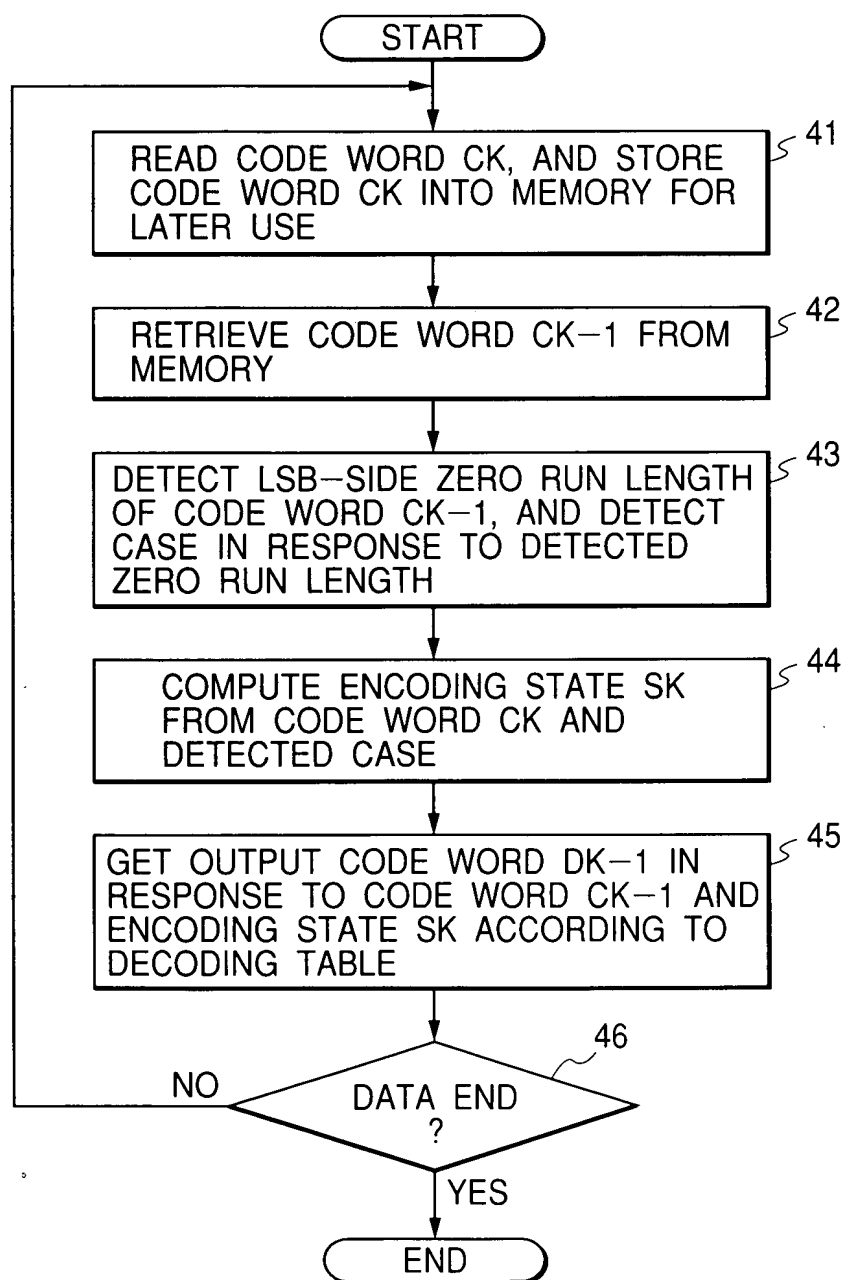 START
41
READ CODE WORD CK, AND STORE
CODE WORD CK INTO MEMORY FOR
LATER USE
42
RETRIEVE CODE WORD CK−1 FROM
MEMORY
43
DETECT LSB−SIDE ZERO RUN LENGTH
OF CODE WORD CK−1, AND DETECT
CASE IN RESPONSE TO DETECTED
ZERO RUN LENGTH
44
COMPUTE ENCODING STATE SK
FROM CODE WORD CK AND
DETECTED CASE
45
GET OUTPUT CODE WORD DK−1 IN
RESPONSE TO CODE WORD CK−1 AND
ENCODING STATE SK ACCORDING TO
DECODING TABLE
46
NO
DATA END
?
YES
END